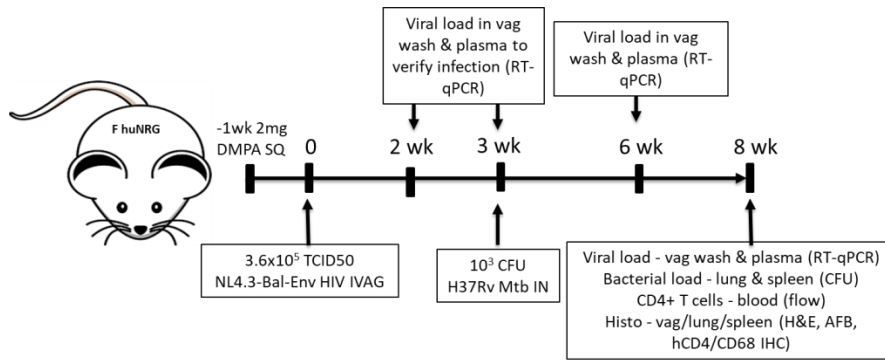 Viral load in vag
wash & plasma to
verify infection (RT-
qPCR)
Viral load in vag
wash & plasma (RT-
qPCR)
F huNRG
-1wk 2mg
DMPA SQ
0
2 wk
3 wk
6 wk
8 wk
3.6x10⁵ TCID50
NL4.3-Bal-Env HIV IVAG
10³ CFU
H37Rv Mtb IN
Viral load - vag wash & plasma (RT-qPCR)
Bacterial load - lung & spleen (CFU)
CD4+ T cells - blood (flow)
Histo - vag/lung/spleen (H&E, AFB,
hCD4/CD68 IHC)